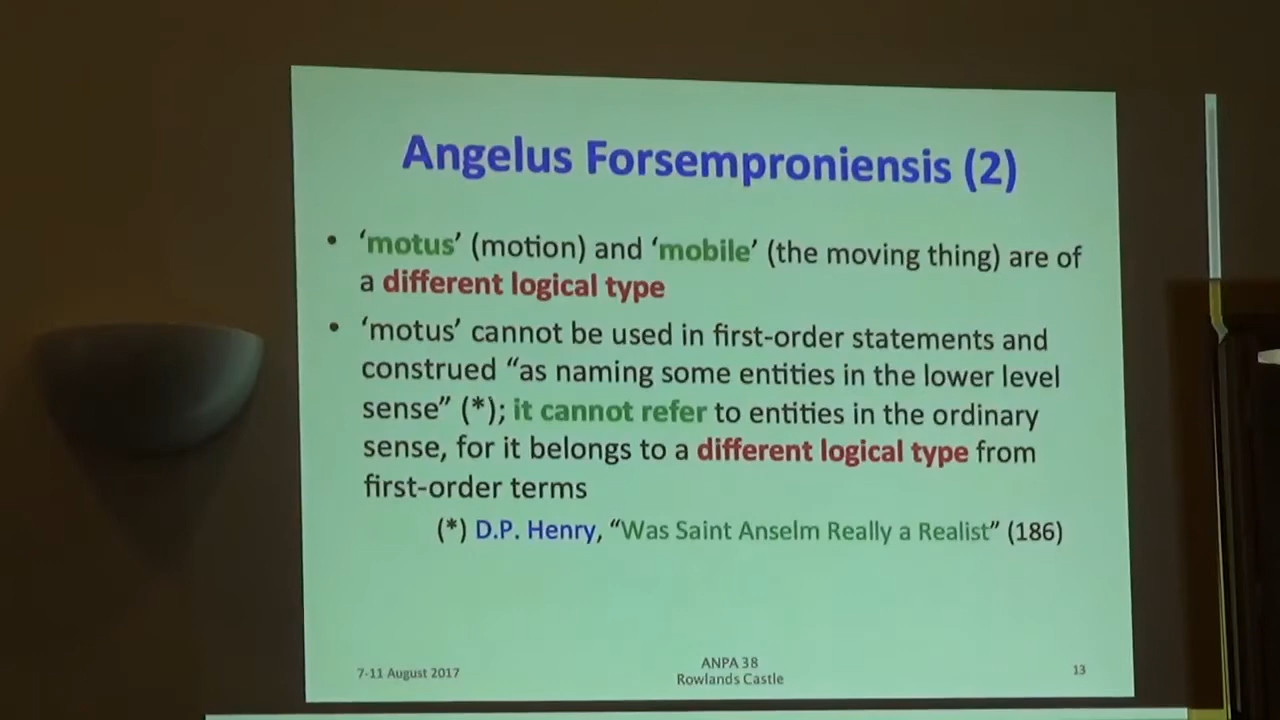 Angelus Forsemproniensis (2)
• ‘motus’ (motion) and ‘mobile’ (the moving thing) are of
a different logical type
• ‘motus’ cannot be used in first-order statements and
construed “as naming some entities in the lower level
sense” (*); it cannot refer to entities in the ordinary
sense, for it belongs to a different logical type from
first-order terms
(*) D.P. Henry, “Was Saint Anselm Really a Realist” (186)
7-11 August 2017
ANPA 38
Rowlands Castle
13